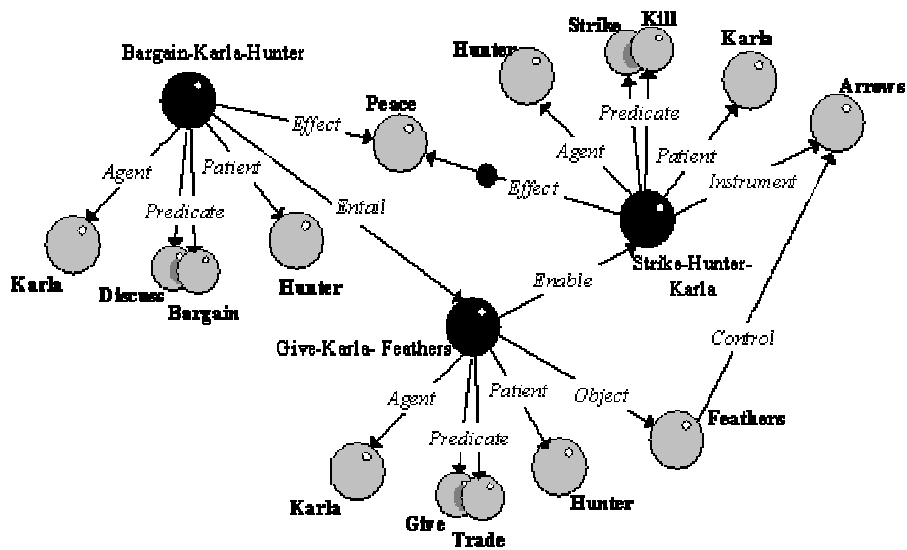 Strike
Kill
Hunter
Karla
Bargain-Karla-Hunter
Arrows
Peace
Effect
Predicate
Agent
Patient
Agent
Patient
Instrument
Effect
Predicate
Entail
Karla
Discuss
Bargain
Hunter
Strike-Hunter-
Karla
Enable
Give-Karla- Feathers
Control
Agent
Patient
Object
Predicate
Feathers
Karla
Give
Trade
Hunter